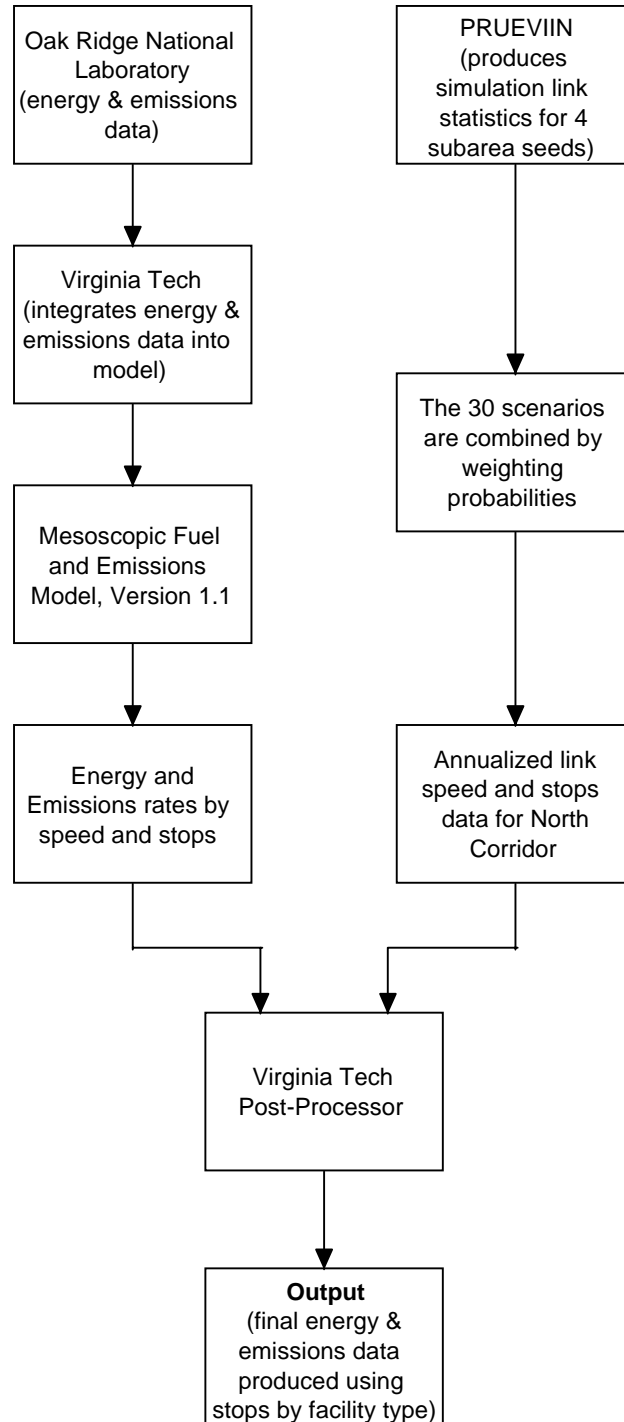 Oak Ridge National
Laboratory
(energy & emissions
data)
PRUEVIIN
(produces
simulation link
statistics for 4
subarea seeds)
Virginia Tech
(integrates energy &
emissions data into
model)
The 30 scenarios
are combined by
weighting
probabilities
Mesoscopic Fuel
and Emissions
Model, Version 1.1
Energy and
Emissions rates by
speed and stops
Annualized link
speed and stops
data for North
Corridor
Virginia Tech
Post-Processor
Output
(final energy &
emissions data
produced using
stops by facility type)